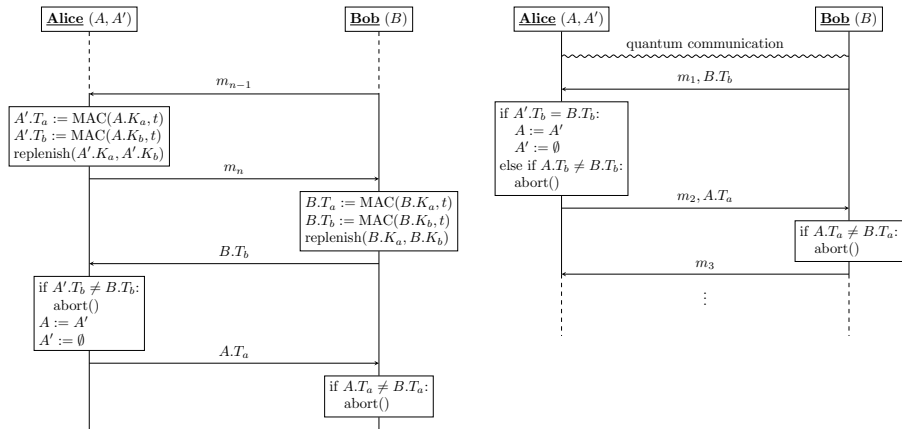 Alice (A, A′)
Bob (B)
m_{n−1}
A′.T_a := MAC(A.K_a, t)
A′.T_b := MAC(A.K_b, t)
replenish(A′.K_a, A′.K_b)
m_n
B.T_a := MAC(B.K_a, t)
B.T_b := MAC(B.K_b, t)
replenish(B.K_a, B.K_b)
B.T_b
if A′.T_b ≠ B.T_b:
abort()
A := A′
A′ := ∅
A.T_a
if A.T_a ≠ B.T_a:
abort()
Alice (A, A′)
Bob (B)
quantum communication
m_1, B.T_b
if A′.T_b = B.T_b:
A := A′
A′ := ∅
else if A.T_b ≠ B.T_b:
abort()
m_2, A.T_a
if A.T_a ≠ B.T_a:
abort()
m_3
⋮